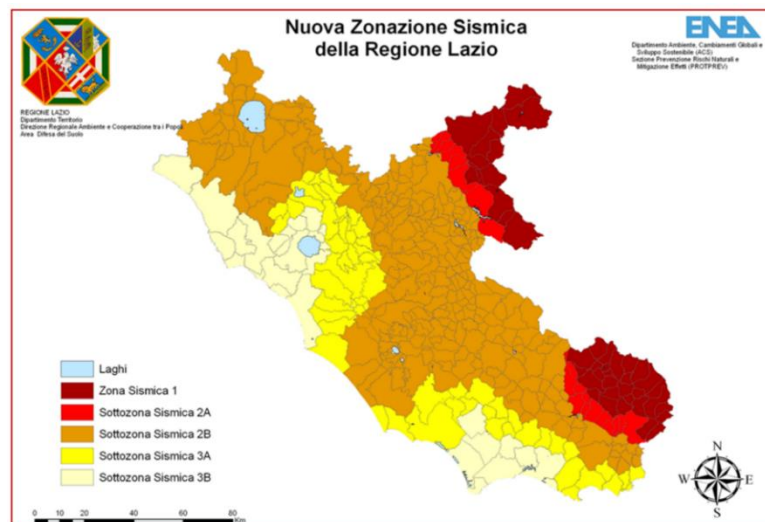 Nuova Zonazione Sismica
della Regione Lazio
ENEA
Dipartimento Ambiente, Cambiamenti Globali e
Sviluppo Sostenibile (ACS)
Sezione Prevenzione Rischi Naturali e
Mitigazione Effetti (PROTPREV)
REGIONE LAZIO
Dipartimento Territorio
Direzione Regionale Ambiente e Cooperazione tra i Popoli
Area Difesa del Suolo
Laghi
Zona Sismica 1
Sottozona Sismica 2A
Sottozona Sismica 2B
Sottozona Sismica 3A
Sottozona Sismica 3B
N
W E
S
0 10 20 40 60 80
Km